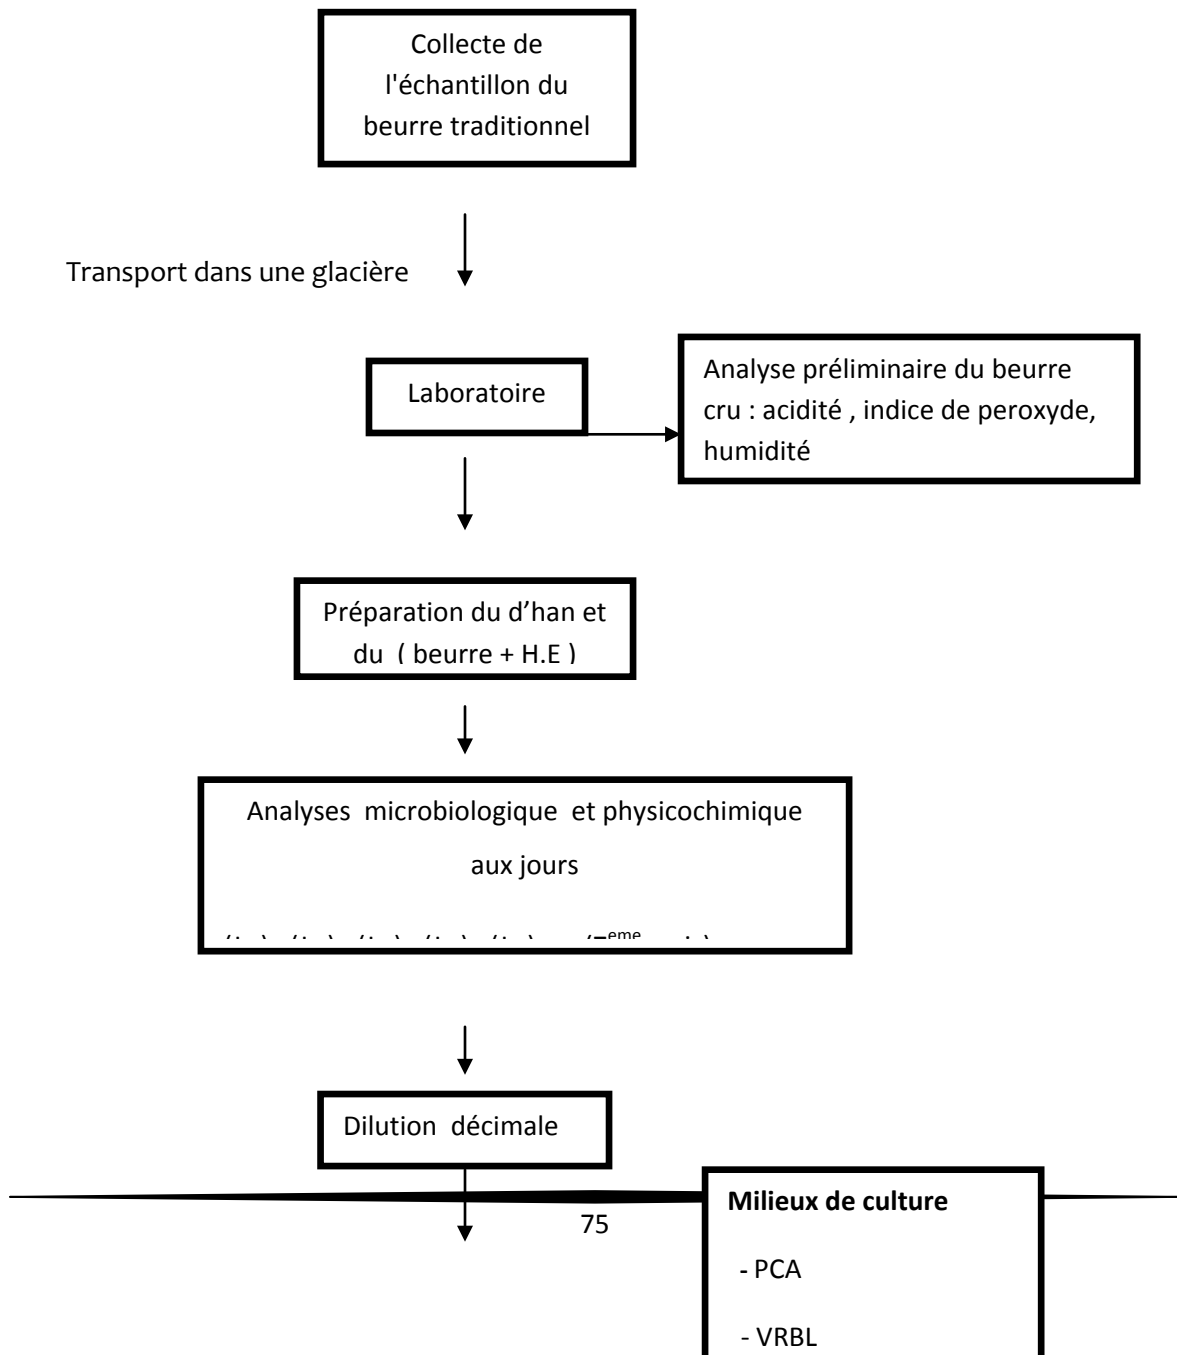 Collecte de
l'échantillon du
beurre traditionnel
Transport dans une glacière
Laboratoire
Analyse préliminaire du beurre
cru : acidité , indice de peroxyde,
humidité
Préparation du d’han et
du ( beurre + H.E )
Analyses microbiologique et physicochimique
aux jours
eme
Dilution décimale
75
Milieux de culture
- PCA
- VRBL